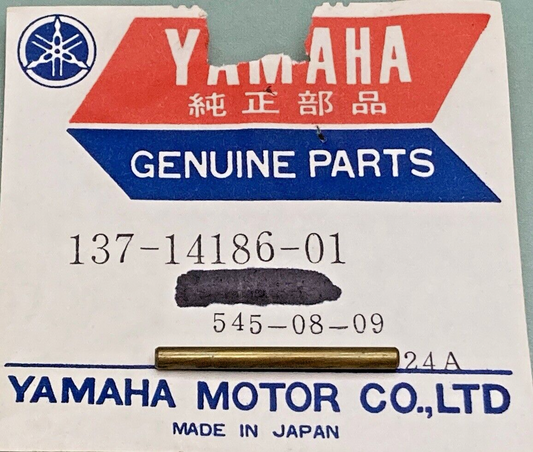 YAMAHA
純正部品
GENUINE PARTS
137-14186-01
545-08-09
24A
YAMAHA MOTOR CO.,LTD
MADE IN JAPAN